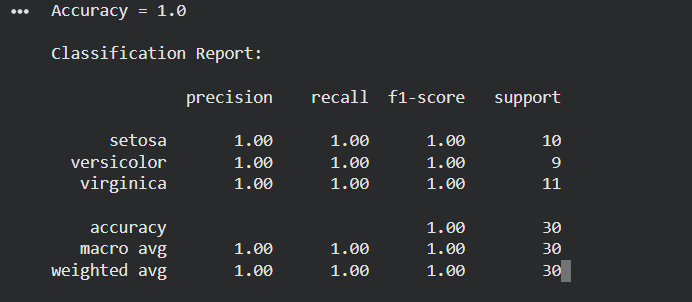 Accuracy = 1.0
Classification Report:
precision recall f1-score support
setosa 1.00 1.00 1.00 10
versicolor 1.00 1.00 1.00 9
virginica 1.00 1.00 1.00 11
accuracy 1.00 30
macro avg 1.00 1.00 1.00 30
weighted avg 1.00 1.00 1.00 30